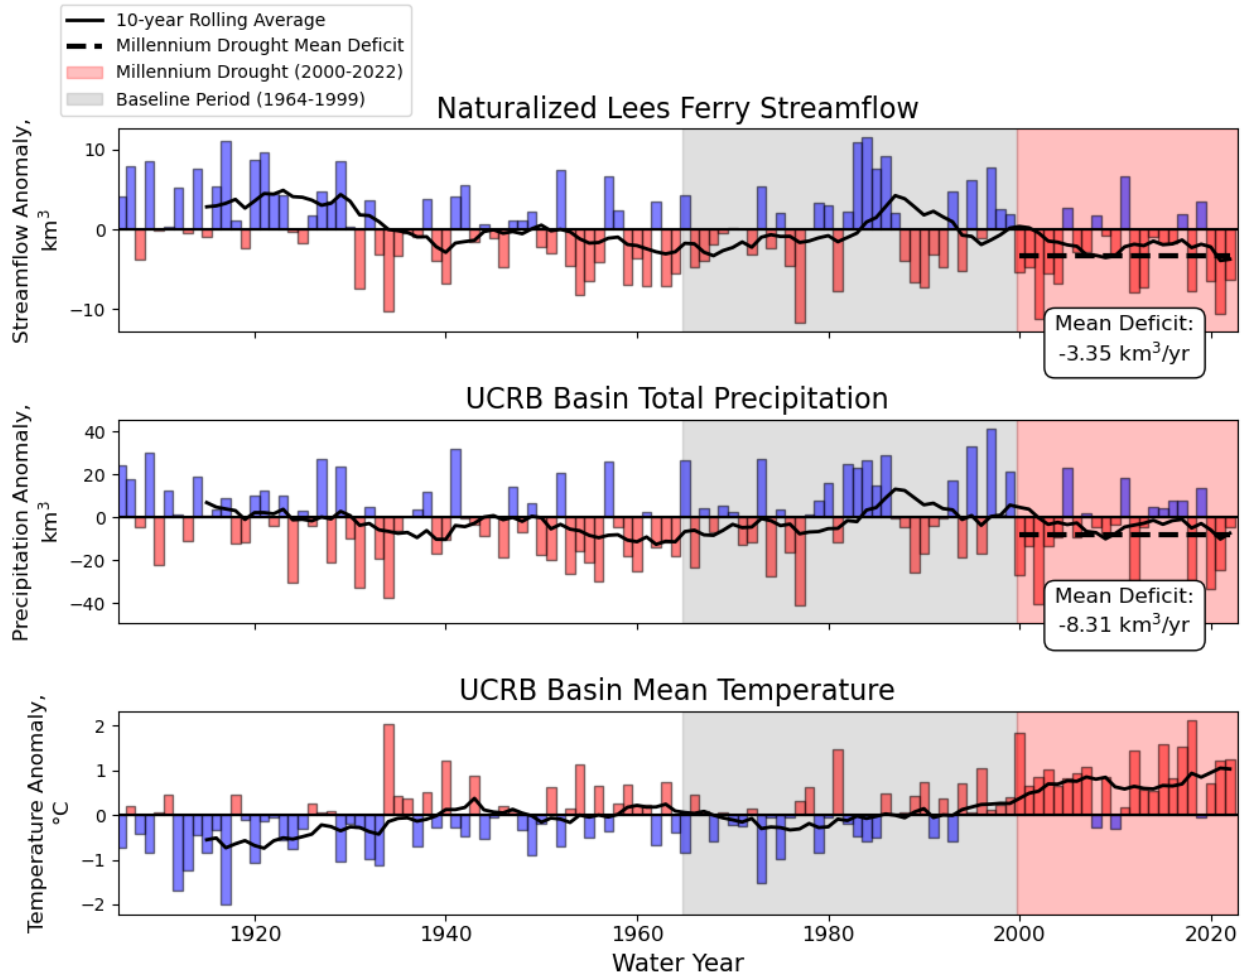 10-year Rolling Average
Millennium Drought Mean Deficit
Millennium Drought (2000-2022)
Baseline Period (1964-1999)
Naturalized Lees Ferry Streamflow
Streamflow Anomaly,
km³
10
0
−10
Mean Deficit:
-3.35 km³/yr
UCRB Basin Total Precipitation
Precipitation Anomaly,
km³
40
20
0
−20
−40
Mean Deficit:
-8.31 km³/yr
UCRB Basin Mean Temperature
Temperature Anomaly,
°C
2
1
0
−1
−2
1920 1940 1960 1980 2000 2020
Water Year